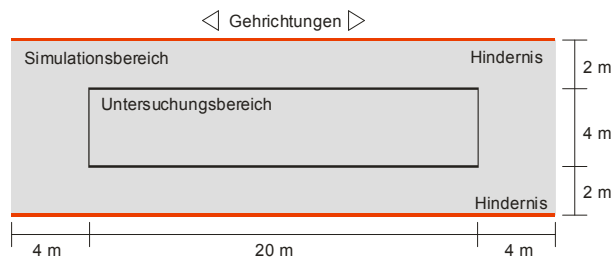 Gehrichtungen
Simulationsbereich
Hindernis
2 m
Untersuchungsbereich
4 m
Hindernis
2 m
4 m
20 m
4 m